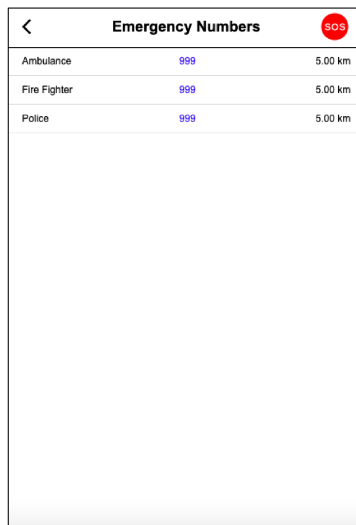 Emergency Numbers SOS
Ambulance 999 5.00 km
Fire Fighter 999 5.00 km
Police 999 5.00 km